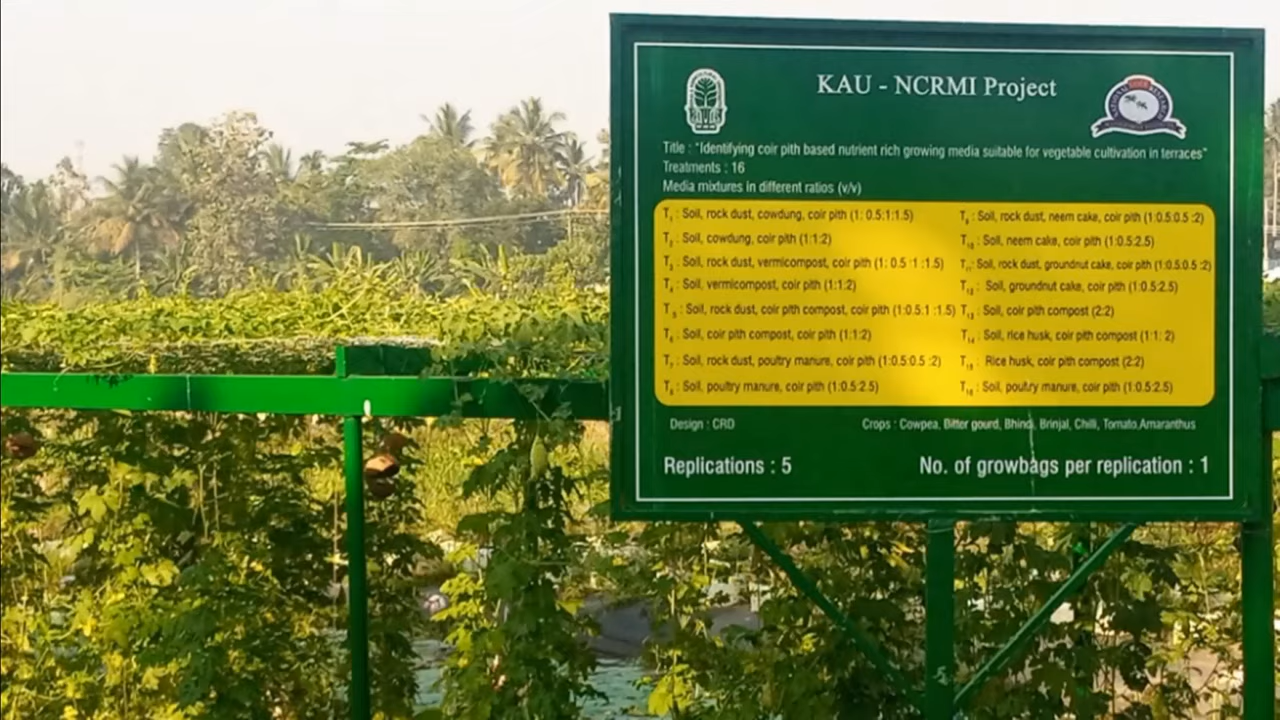 KAU - NCRMI Project
Title : "Identifying coir pith based nutrient rich growing media suitable for vegetable cultivation in terraces"
Treatments : 16
Media mixtures in different ratios (v/v)
T1 : Soil, rock dust, cowdung, coir pith (1: 0.5:1:1.5)
T2 : Soil, cowdung, coir pith (1:1:2)
T3 : Soil, rock dust, vermicompost, coir pith (1: 0.5 :1 :1.5)
T4 : Soil, vermicompost, coir pith (1:1:2)
T5 : Soil, rock dust, coir pith compost, coir pith (1:0.5:1 :1.5)
T6 : Soil, coir pith compost, coir pith (1:1:2)
T7 : Soil, rock dust, poultry manure, coir pith (1:0.5:0.5 :2)
T8 : Soil, poultry manure, coir pith (1:0.5:2.5)
T9 : Soil, rock dust, neem cake, coir pith (1:0.5:0.5 :2)
T10 : Soil, neem cake, coir pith (1:0.5:2.5)
T11 : Soil, rock dust, groundnut cake, coir pith (1:0.5:0.5 :2)
T12 : Soil, groundnut cake, coir pith (1:0.5:2.5)
T13 : Soil, coir pith compost (2:2)
T14 : Soil, rice husk, coir pith compost (1:1: 2)
T15 : Rice husk, coir pith compost (2:2)
T16 : Soil, poultry manure, coir pith (1:0.5:2.5)
Design : CRD
Crops : Cowpea, Bitter gourd, Bhindi, Brinjal, Chilli, Tomato,Amaranthus
Replications : 5
No. of growbags per replication : 1